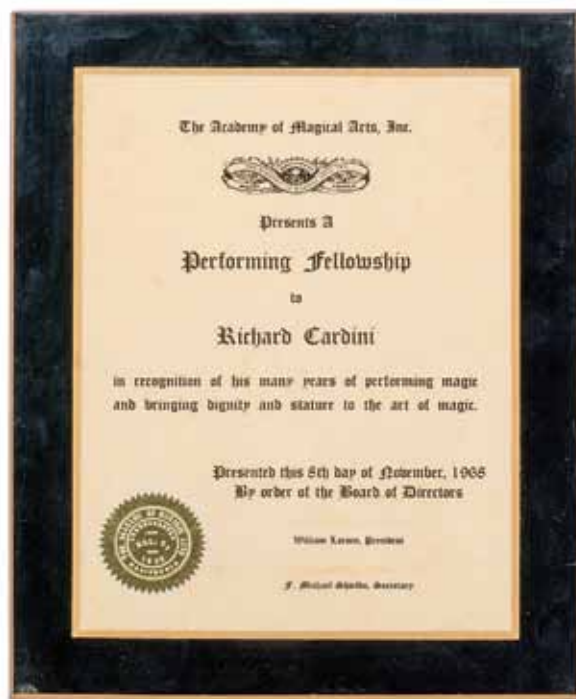 The Academy of Magical Arts, Inc.
Presents A
Performing Fellowship
to
Richard Cardini
in recognition of his many years of performing magic
and bringing dignity and stature to the art of magic.
Presented this 8th day of November, 1968
By order of the Board of Directors
William Larsen, President
F. Michael Secretary